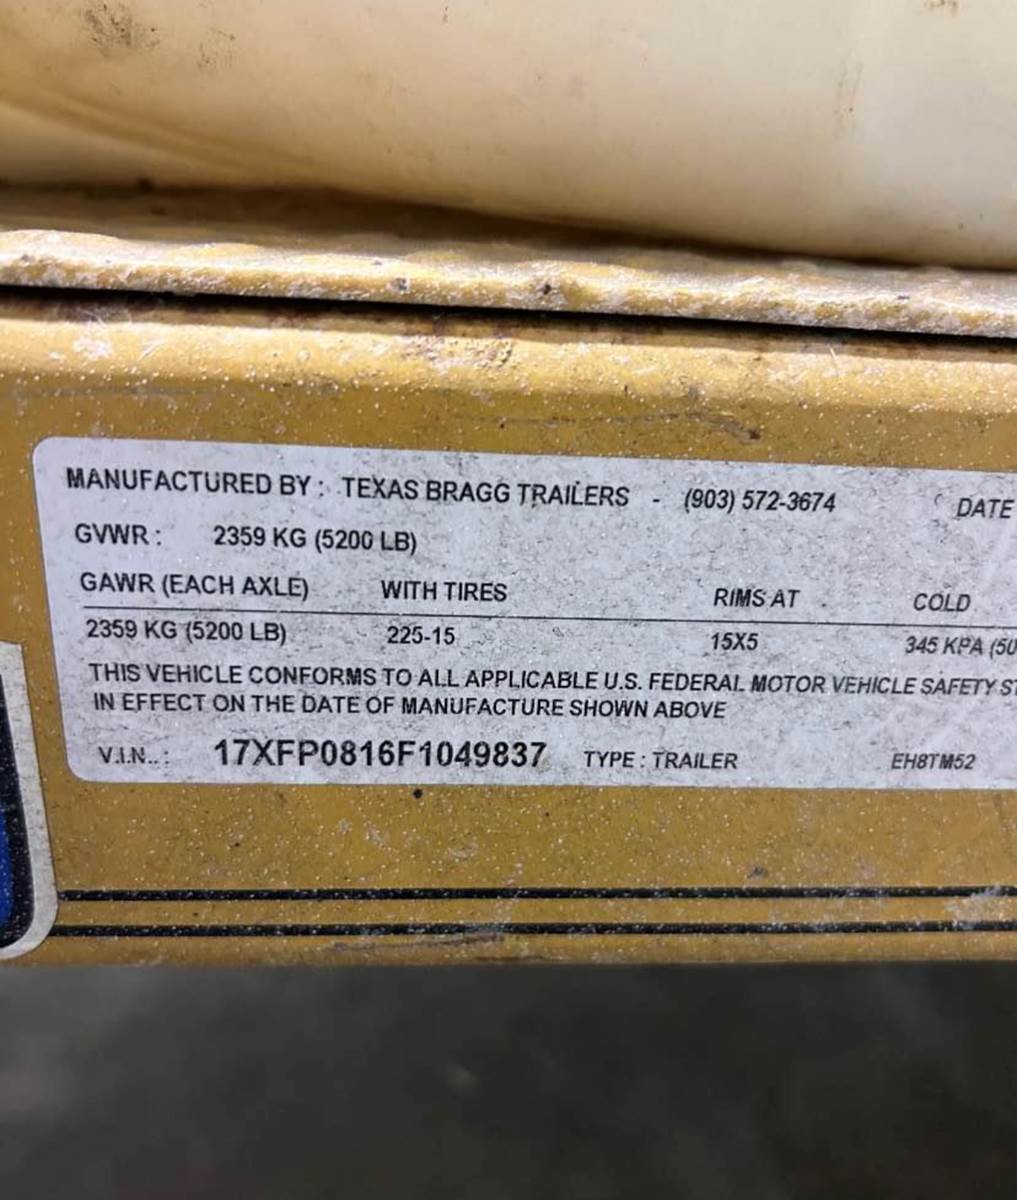 MANUFACTURED BY : TEXAS BRAGG TRAILERS - (903) 572-3674 DATE
GVWR : 2359 KG (5200 LB)
GAWR (EACH AXLE) WITH TIRES RIMS AT COLD
2359 KG (5200 LB) 225-15 15X5 345 KPA (50
THIS VEHICLE CONFORMS TO ALL APPLICABLE U.S. FEDERAL MOTOR VEHICLE SAFETY ST
IN EFFECT ON THE DATE OF MANUFACTURE SHOWN ABOVE
V.I.N.. : 17XFP0816F1049837 TYPE : TRAILER EH8TM52